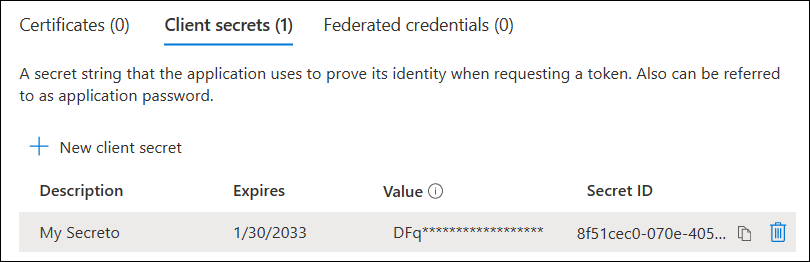 Certificates (0) Client secrets (1) Federated credentials (0)
A secret string that the application uses to prove its identity when requesting a token. Also can be referred
to as application password.
New client secret
Description Expires Value Secret ID
My Secreto 1/30/2033 DFq****************** 8f51cec0-070e-405...